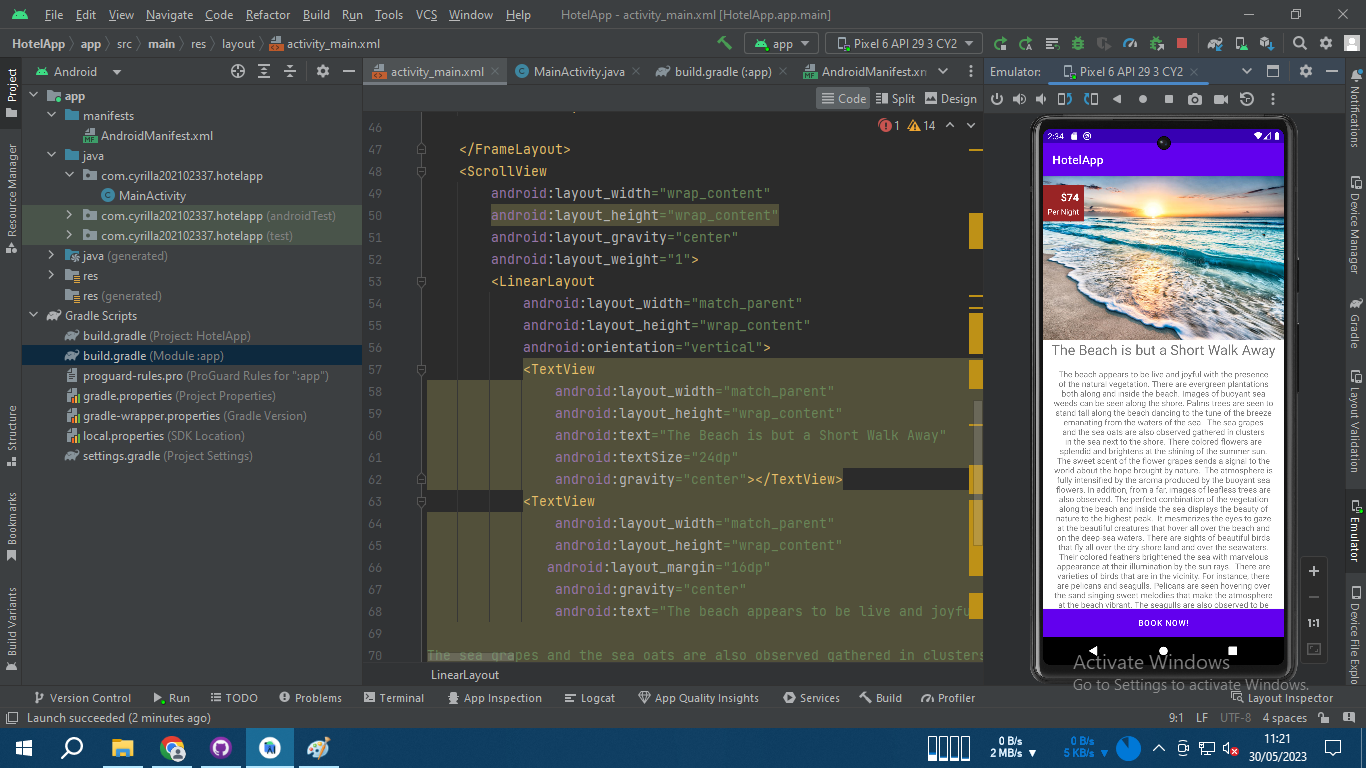 File Edit View Navigate Code Refactor Build Run Tools VCS Window Help HotelApp - activity_main.xml [HotelApp.app.main]
HotelApp app src main res layout activity_main.xml app Pixel 6 API 29 3 CY2
Project
Android
activity_main.xml MainActivity.java build.gradle (:app) AndroidManifest.xn
Emulator: Pixel 6 API 29 3 CY2
Code Split Design
app
manifests
AndroidManifest.xml
java
com.cyrilla202102337.hotelapp
MainActivity
com.cyrilla202102337.hotelapp (androidTest)
com.cyrilla202102337.hotelapp (test)
java (generated)
res
res (generated)
Gradle Scripts
build.gradle (Project: HotelApp)
build.gradle (Module :app)
proguard-rules.pro (ProGuard Rules for ":app")
gradle.properties (Project Properties)
gradle-wrapper.properties (Gradle Version)
local.properties (SDK Location)
settings.gradle (Project Settings)
Resource Manager
Structure
Bookmarks
Build Variants
1 14
46
47 </FrameLayout>
48 <ScrollView
49 android:layout_width="wrap_content"
50 android:layout_height="wrap_content"
51 android:layout_gravity="center"
52 android:layout_weight="1">
53 <LinearLayout
54 android:layout_width="match_parent"
55 android:layout_height="wrap_content"
56 android:orientation="vertical">
57 <TextView
58 android:layout_width="match_parent"
59 android:layout_height="wrap_content"
60 android:text="The Beach is but a Short Walk Away"
61 android:textSize="24dp"
62 android:gravity="center"></TextView>
63 <TextView
64 android:layout_width="match_parent"
65 android:layout_height="wrap_content"
66 android:layout_margin="16dp"
67 android:gravity="center"
68 android:text="The beach appears to be live and joyfu
69
70 The sea grapes and the sea oats are also observed gathered in clusters
LinearLayout
2:34
HotelApp
$74
Per Night
The Beach is but a Short Walk Away
The beach appears to be live and joyful with the presence
of the natural vegetation. There are evergreen plantations
both along and inside the beach. Images of buoyant sea
weeds can be seen along the shore. Palms trees are seen to
stand tall along the beach dancing to the tune of the breeze
emanating from the waters of the sea. The sea grapes
and the sea oats are also observed gathered in clusters
in the sea next to the shore. There colored flowers are
splendid and brightens at the shining of the summer sun.
The sweet scent of the flower grapes sends a signal to the
world about the hope brought by nature. The atmosphere is
fully intensified by the aroma produced by the buoyant sea
flowers. In addition, from a far, images of leafless trees are
also observed. The perfect combination of the vegetation
along the beach and inside the sea displays the beauty of
nature to the highest peak. It mesmerizes the eyes to gaze
at the beautiful creatures that hover all over the beach and
on the deep sea waters. There are sights of beautiful birds
that fly all over the dry shore land and over the seawaters.
Their colored feathers brightened the sea with marvelous
appearance at their illumination by the sun rays. There are
varieties of birds that are in the vicinity. For instance, there
are pelicans and seagulls. Pelicans are seen hovering over
the sand singing sweet melodies that make the atmosphere
at the beach vibrant. The seagulls are also observed to be
BOOK NOW!
1:1
Notifications
Device Manager
Gradle
Layout Validation
Emulator
Device File Explo
Activate Windows
Go to Settings to activate Windows.
Version Control Run TODO Problems Terminal App Inspection Logcat App Quality Insights Services Build Profiler Layout Inspector
Launch succeeded (2 minutes ago) 9:1 LF UTF-8 4 spaces
0 B/s 0 B/s 11:21
2 MB/s 5 KB/s 30/05/2023